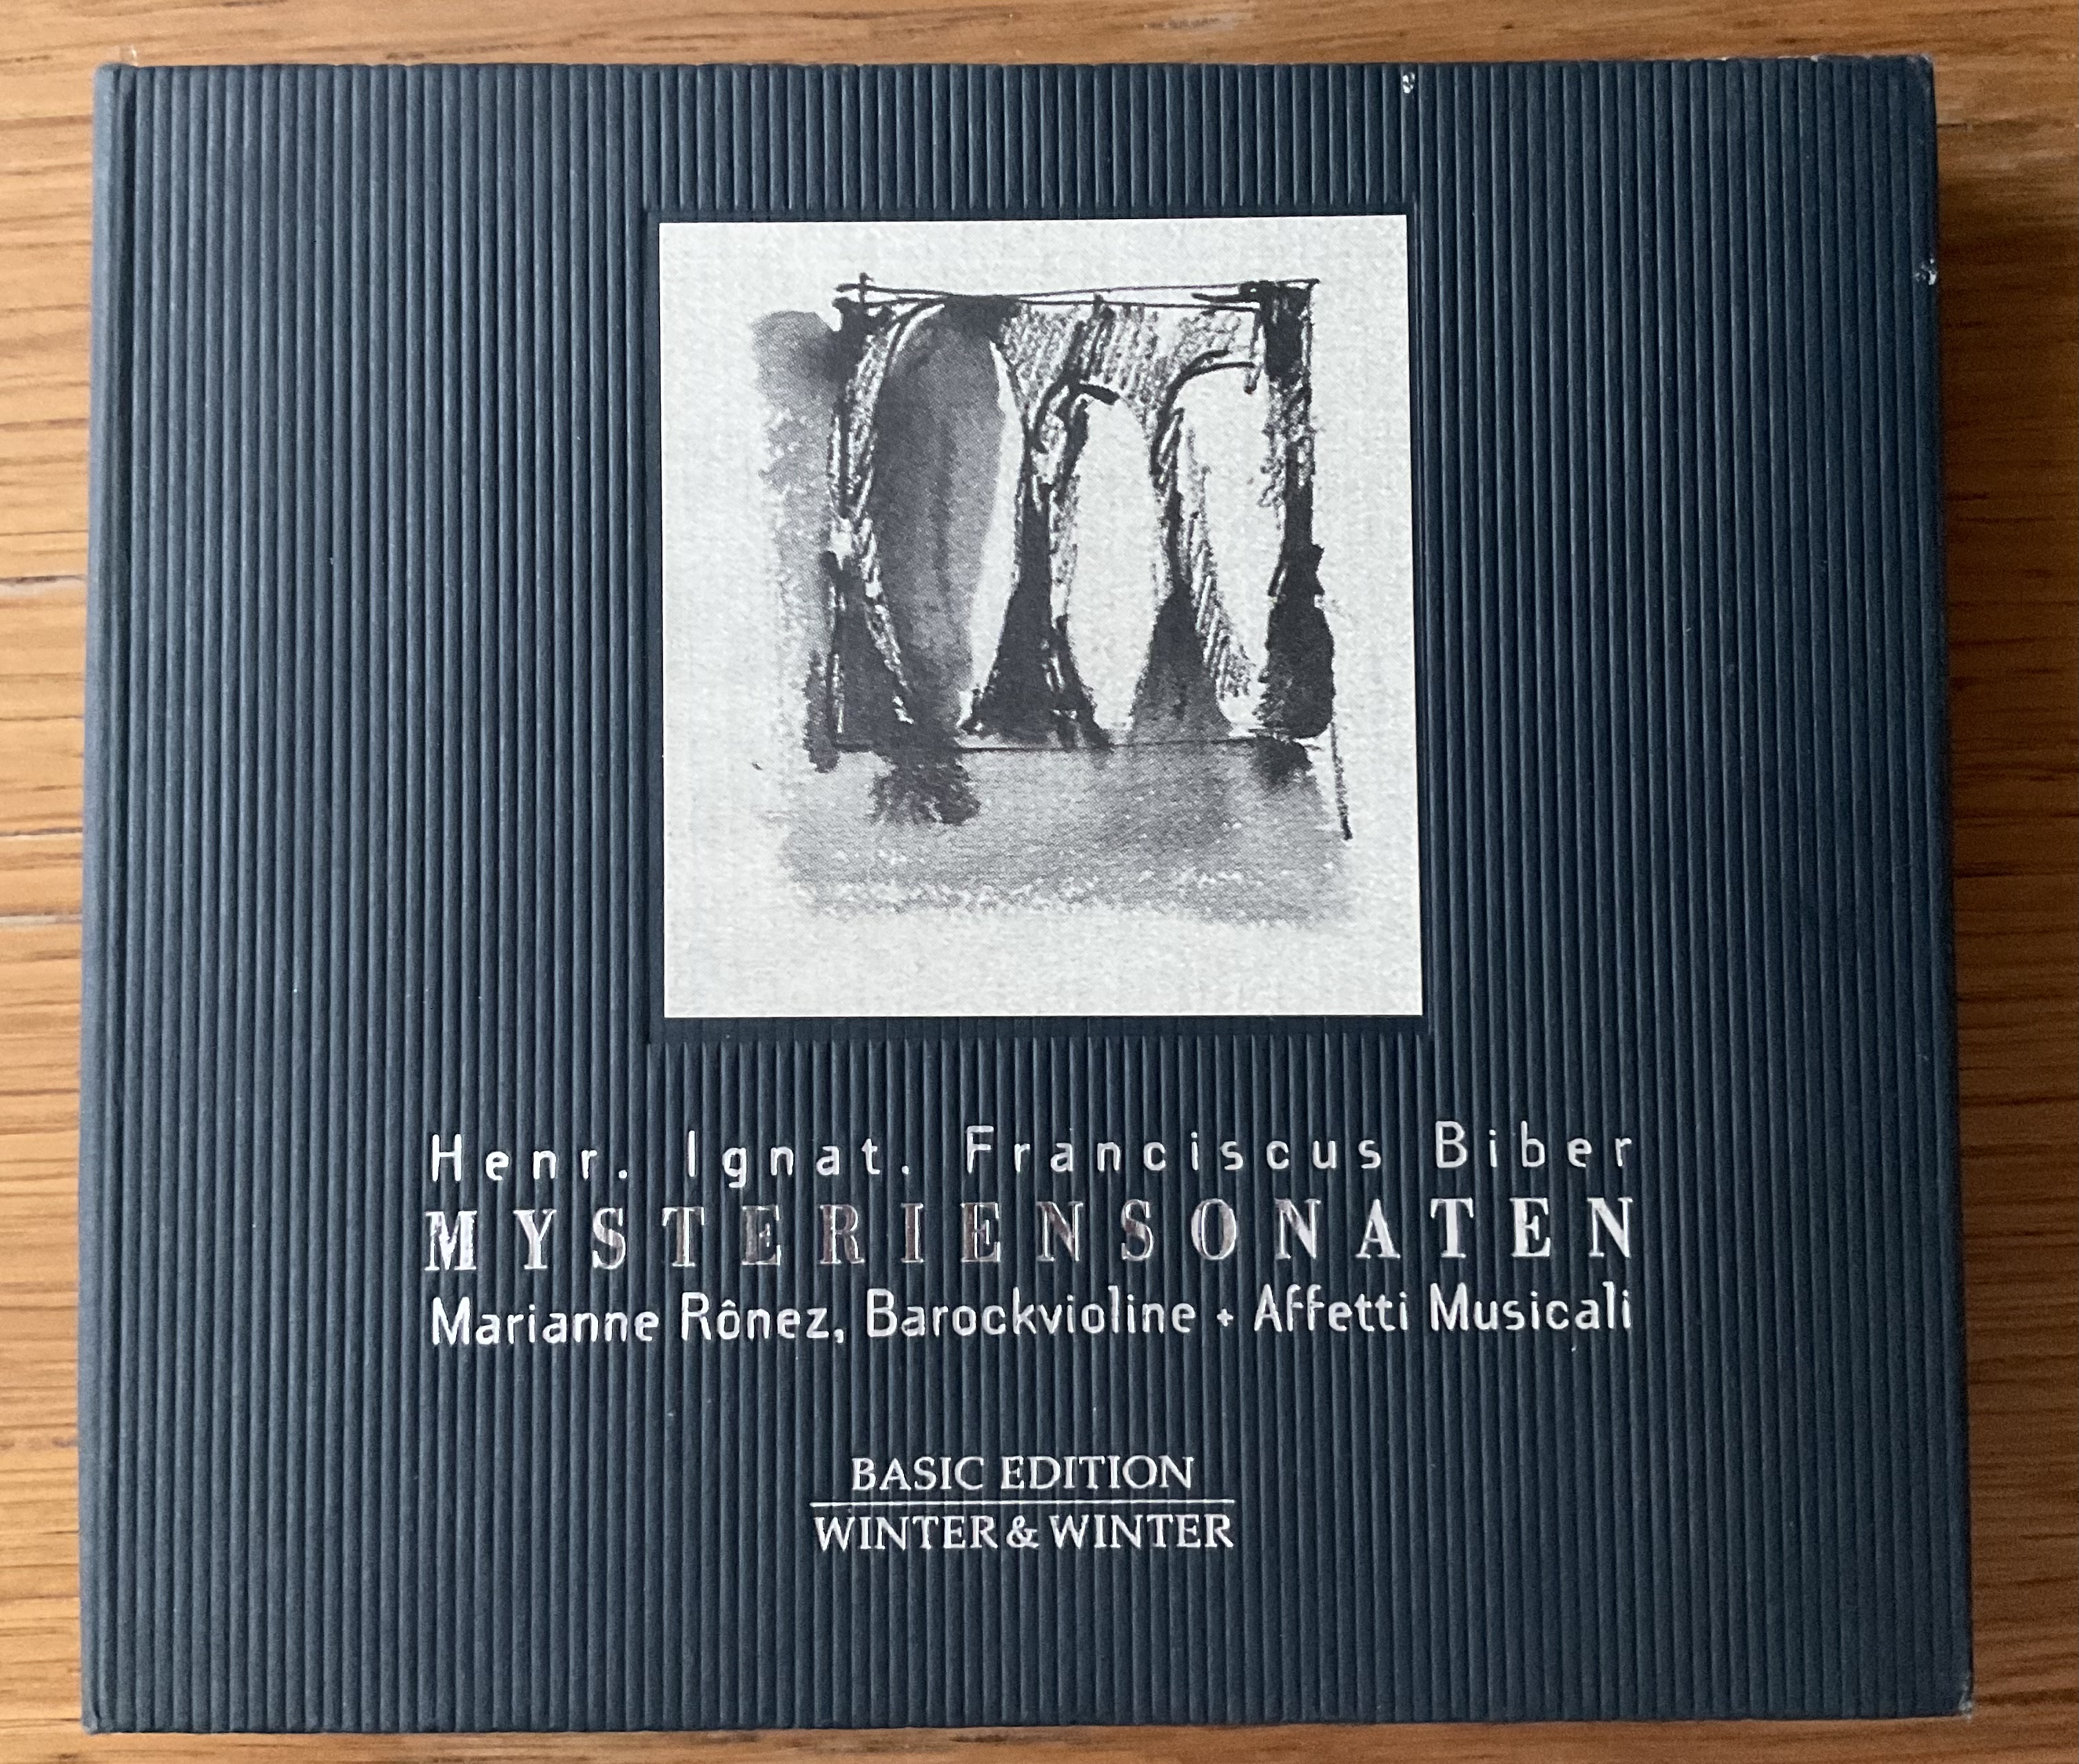 Henr. Ignat. Franciscus Biber
MYSTERIENSONATEN
Marianne Rônez, Barockvioline + Affetti Musicali
BASIC EDITION
WINTER & WINTER